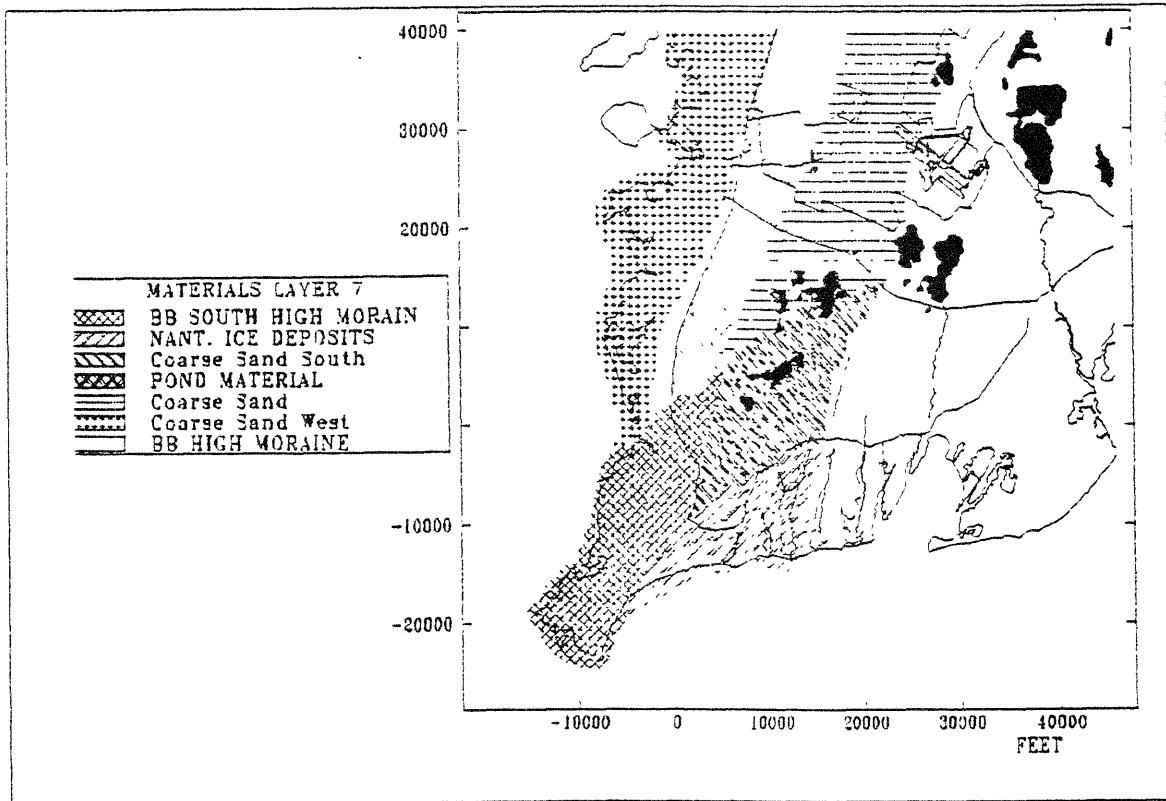 40000
30000
20000
-10000
-20000
MATERIALS LAYER 7
BB SOUTH HIGH MORAIN
NANT. ICE DEPOSITS
Coarse Sand South
POND MATERIAL
Coarse Sand
Coarse Sand West
BB HIGH MORAINE
-10000 0 10000 20000 30000 40000
FEET